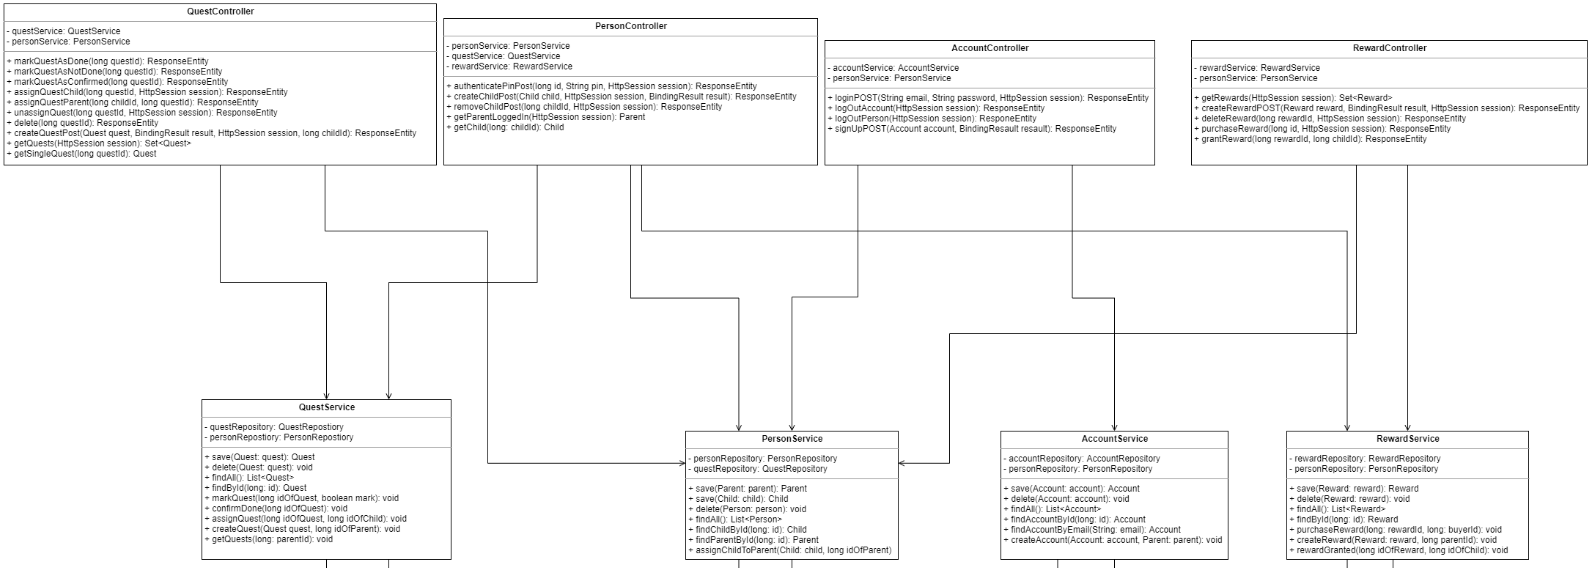 QuestController
- questService: QuestService
- personService: PersonService
+ markQuestAsDone(long questId): ResponseEntity
+ markQuestAsNotDone(long questId): ResponseEntity
+ markQuestAsConfirmed(long questId): ResponseEntity
+ assignQuestChild(long questId, HttpSession session): ResponseEntity
+ assignQuestParent(long childId, long questId): ResponseEntity
+ unassignQuest(long questId, HttpSession session): ResponseEntity
+ delete(long questId): ResponseEntity
+ createQuestPost(Quest quest, BindingResult result, HttpSession session, long childId): ResponseEntity
+ getQuests(HttpSession session): Set<Quest>
+ getSingleQuest(long questId): Quest
PersonController
- personService: PersonService
- questService: QuestService
- rewardService: RewardService
+ authenticatePinPost(long id, String pin, HttpSession session): ResponseEntity
+ createChildPost(Child child, HttpSession session, BindingResult result): ResponseEntity
+ removeChildPost(long childId, HttpSession session): ResponseEntity
+ getParentLoggedIn(HttpSession session): Parent
+ getChild(long: childId): Child
AccountController
- accountService: AccountService
- personService: PersonService
+ loginPOST(String email, String password, HttpSession session): ResponseEntity
+ logOutAccount(HttpSession session): ResponseEntity
+ logOutPerson(HttpSession session): ResponseEntity
+ signUpPOST(Account account, BindingReasault reasault): ResponseEntity
RewardController
- rewardService: RewardService
- personService: PersonService
+ getRewards(HttpSession session): Set<Reward>
+ createRewardPOST(Reward reward, BindingResult result, HttpSession session): ResponseEntity
+ deleteReward(long rewardId, HttpSession session): ResponseEntity
+ purchaseReward(long id, HttpSession session): ResponseEntity
+ grantReward(long rewardId, long childId): ResponseEntity
QuestService
- questRepository: QuestRepostiory
- personRepostiory: PersonRepostiory
+ save(Quest: quest): Quest
+ delete(Quest: quest): void
+ findAll(): List<Quest>
+ findById(long: id): Quest
+ markQuest(long idOfQuest, boolean mark): void
+ confirmDone(long idOfQuest): void
+ assignQuest(long idOfQuest, long idOfChild): void
+ createQuest(Quest quest, long idOfParent): void
+ getQuests(long: parentId): void
PersonService
- personRepository: PersonRepository
- questRepository: QuestRepository
+ save(Parent: parent): Parent
+ save(Child: child): Child
+ delete(Person: person): void
+ findAll(): List<Person>
+ findChildById(long: id): Child
+ findParentById(long: id): Parent
+ assignChildToParent(Child: child, long idOfParent)
AccountService
- accountRepository: AccountRepository
- personRepository: PersonRepository
+ save(Account: account): Account
+ delete(Account: account): void
+ findAll(): List<Account>
+ findAccountById(long: id): Account
+ findAccountByEmail(String: email): Account
+ createAccount(Account: account, Parent: parent): void
RewardService
- rewardRepository: RewardRepository
- personRepository: PersonRepository
+ save(Reward: reward): Reward
+ delete(Reward: reward): void
+ findAll(): List<Reward>
+ findById(long: id): Reward
+ purchaseReward(long: rewardId, long: buyerId): void
+ createReward(Reward: reward, long parentId): void
+ rewardGranted(long idOfReward, long idOfChild): void